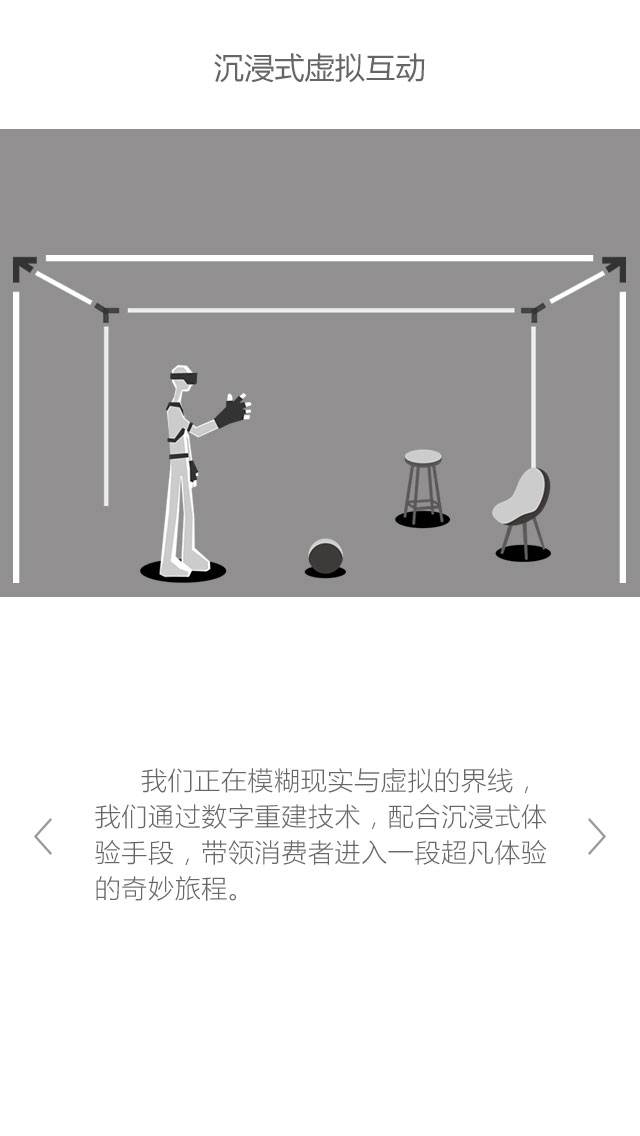 沉浸式虚拟互动
我们正在模糊现实与虚拟的界线，
我们通过数字重建技术，配合沉浸式体
验手段，带领消费者进入一段超凡体验
的奇妙旅程。